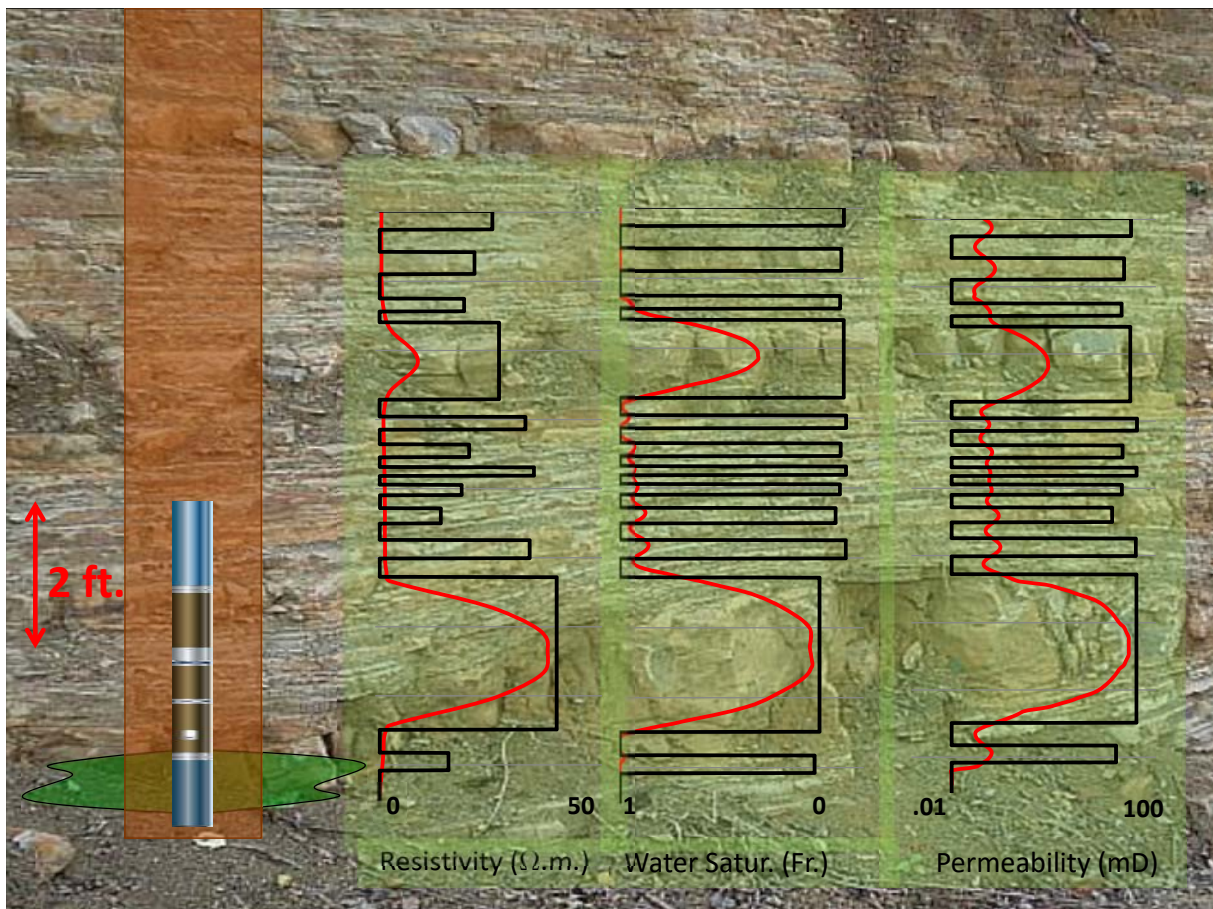 2 ft.
0 50 1 0 .01 100
Resistivity (Ω.m.) Water Satur. (Fr.) Permeability (mD)